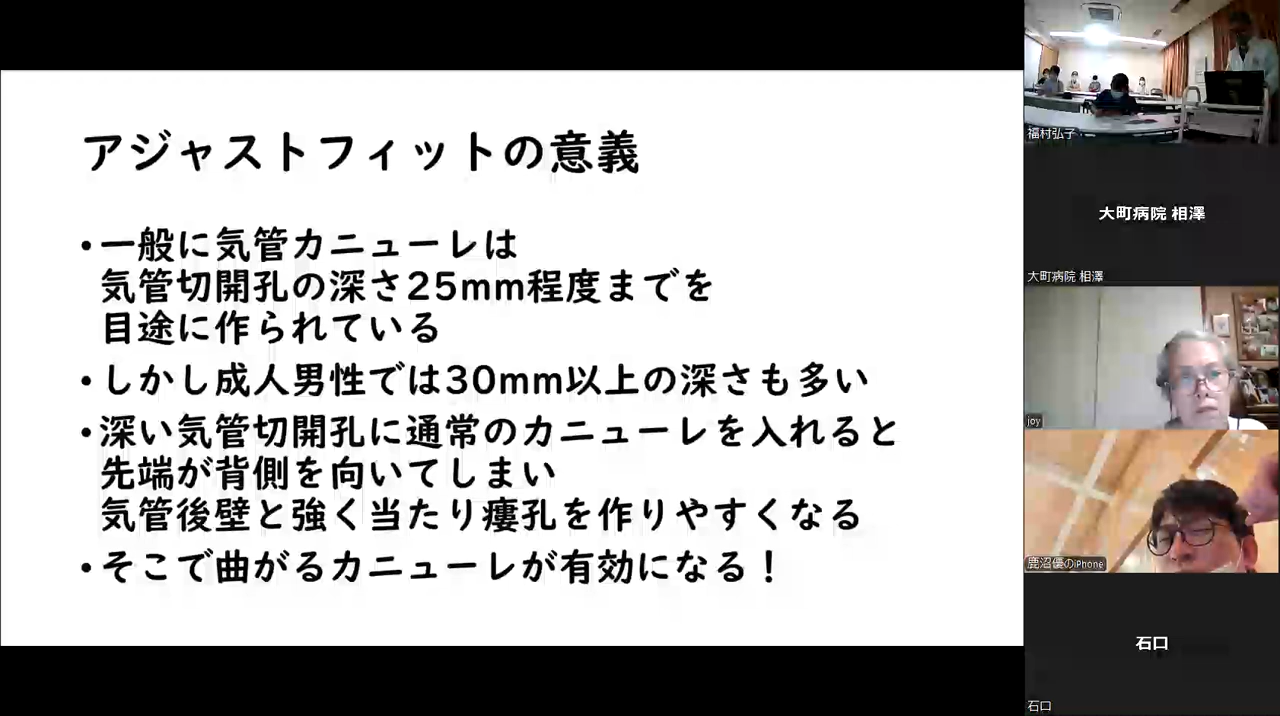 アジャストフィットの意義
•一般に気管カニューレは
気管切開孔の深さ25mm程度までを
目途に作られている
•しかし成人男性では30mm以上の深さも多い
•深い気管切開孔に通常のカニューレを入れると
先端が背側を向いてしまい
気管後壁と強く当たり瘻孔を作りやすくなる
•そこで曲がるカニューレが有効になる！
福村弘子
大町病院 相澤
大町病院 相澤
joy
鹿沼優のiPhone
石口
石口